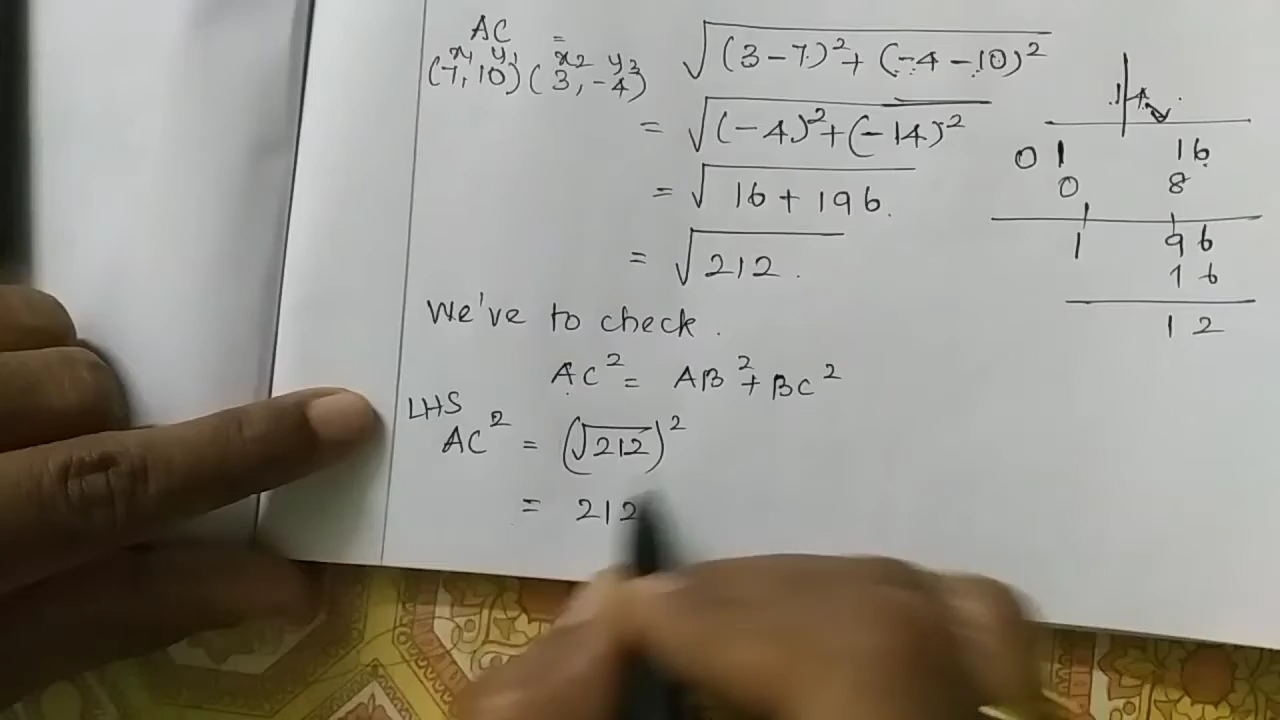 AC = √(3-7)²+(-4-10)²
x₁ y₁ x₂ y₂
(7,10)(3,-4)
= √(-4)²+(-14)²
= √16+196.
= √212.
We've to check.
AC² = AB²+BC²
LHS
AC² = (√212)²
= 212
14²
01 16
0 8
1 96
16
12